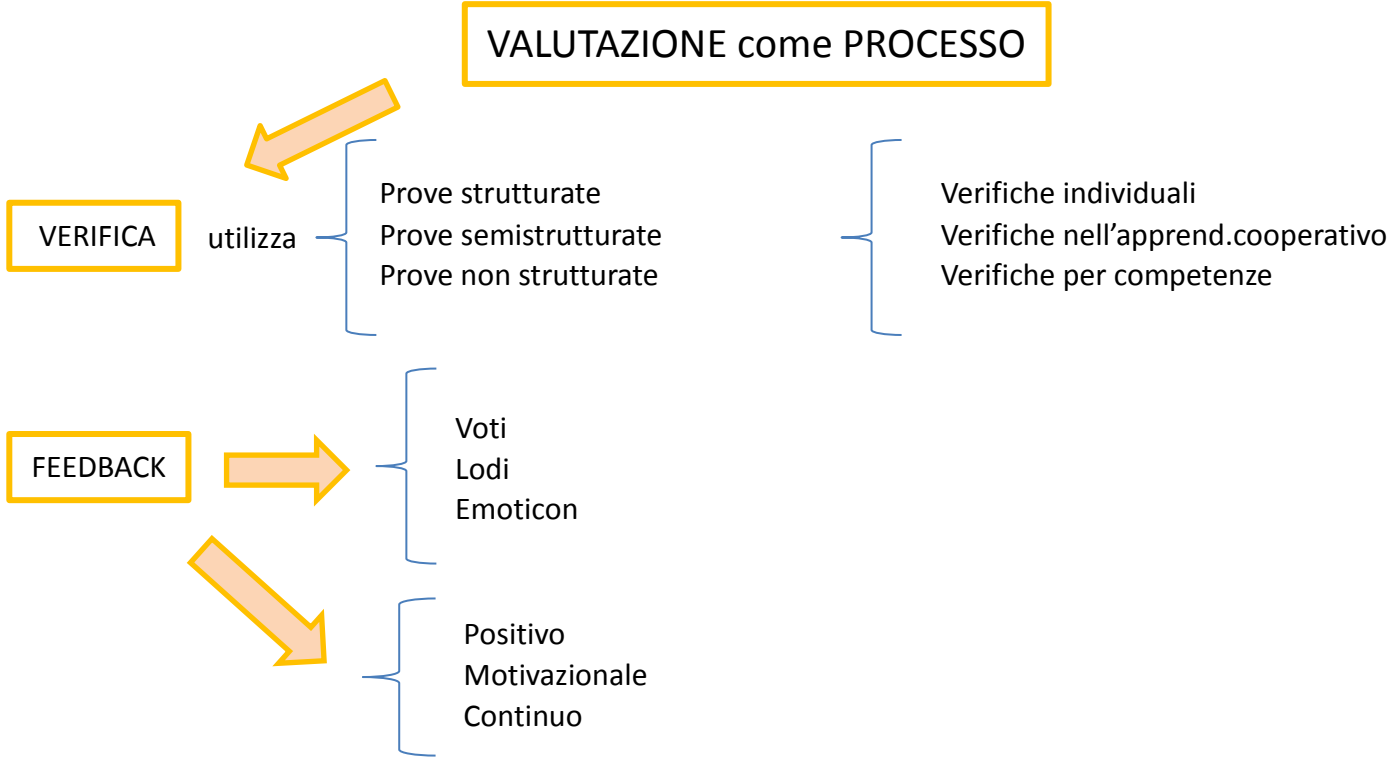 VALUTAZIONE come PROCESSO
VERIFICA
utilizza
Prove strutturate
Prove semistrutturate
Prove non strutturate
Verifiche individuali
Verifiche nell’apprend.cooperativo
Verifiche per competenze
FEEDBACK
Voti
Lodi
Emoticon
Positivo
Motivazionale
Continuo